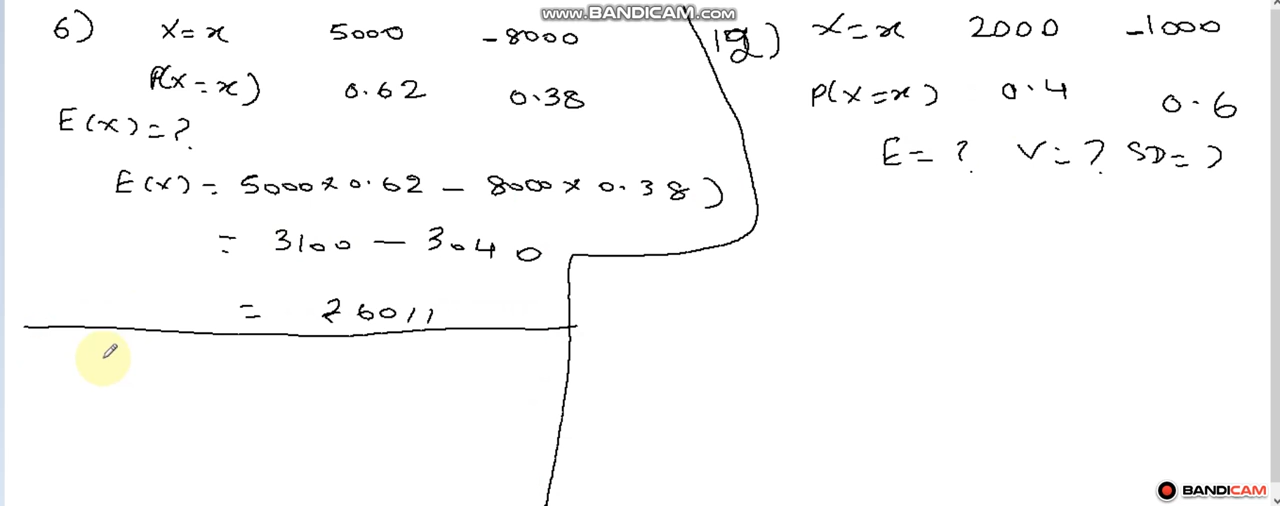 www.BANDICAM.com
6) X=x 5000 -8000
P(X=x) 0.62 0.38
E(X)=?
E(X) = 5000×0.62 - 8000×0.38)
= 3100 - 3040
= 260//
12) X=x 2000 -1000
P(X=x) 0.4 0.6
E=? V=? SD=?
BANDICAM